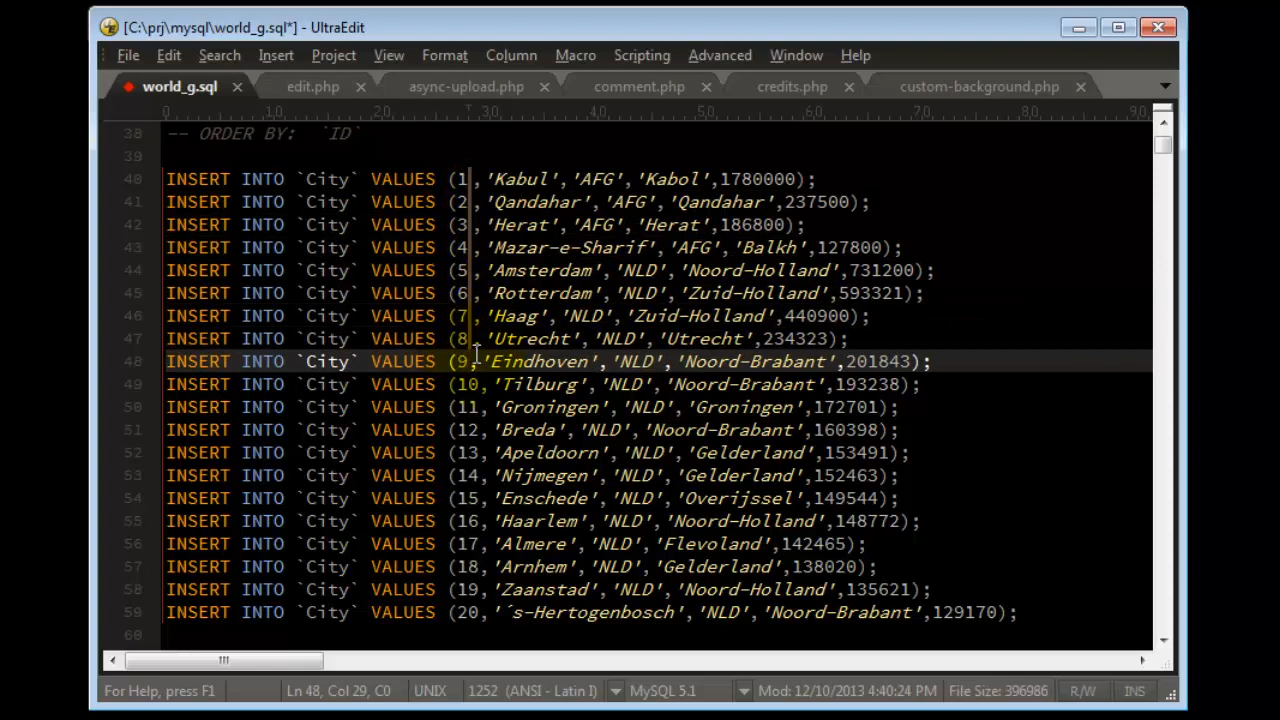 [C:\prj\mysql\world_g.sql*] - UltraEdit
File Edit Search Insert Project View Format Column Macro Scripting Advanced Window Help
world_g.sql edit.php async-upload.php comment.php credits.php custom-background.php
0 10 20 30 40 50 60 70 80 90
38 -- ORDER BY:  `ID`
39
40 INSERT INTO `City` VALUES (1,'Kabul','AFG','Kabol',1780000);
41 INSERT INTO `City` VALUES (2,'Qandahar','AFG','Qandahar',237500);
42 INSERT INTO `City` VALUES (3,'Herat','AFG','Herat',186800);
43 INSERT INTO `City` VALUES (4,'Mazar-e-Sharif','AFG','Balkh',127800);
44 INSERT INTO `City` VALUES (5,'Amsterdam','NLD','Noord-Holland',731200);
45 INSERT INTO `City` VALUES (6,'Rotterdam','NLD','Zuid-Holland',593321);
46 INSERT INTO `City` VALUES (7,'Haag','NLD','Zuid-Holland',440900);
47 INSERT INTO `City` VALUES (8,'Utrecht','NLD','Utrecht',234323);
48 INSERT INTO `City` VALUES (9,'Eindhoven','NLD','Noord-Brabant',201843);
49 INSERT INTO `City` VALUES (10,'Tilburg','NLD','Noord-Brabant',193238);
50 INSERT INTO `City` VALUES (11,'Groningen','NLD','Groningen',172701);
51 INSERT INTO `City` VALUES (12,'Breda','NLD','Noord-Brabant',160398);
52 INSERT INTO `City` VALUES (13,'Apeldoorn','NLD','Gelderland',153491);
53 INSERT INTO `City` VALUES (14,'Nijmegen','NLD','Gelderland',152463);
54 INSERT INTO `City` VALUES (15,'Enschede','NLD','Overijssel',149544);
55 INSERT INTO `City` VALUES (16,'Haarlem','NLD','Noord-Holland',148772);
56 INSERT INTO `City` VALUES (17,'Almere','NLD','Flevoland',142465);
57 INSERT INTO `City` VALUES (18,'Arnhem','NLD','Gelderland',138020);
58 INSERT INTO `City` VALUES (19,'Zaanstad','NLD','Noord-Holland',135621);
59 INSERT INTO `City` VALUES (20,'´s-Hertogenbosch','NLD','Noord-Brabant',129170);
60
For Help, press F1 Ln 48, Col 29, C0 UNIX 1252 (ANSI - Latin I) MySQL 5.1 Mod: 12/10/2013 4:40:24 PM File Size: 396986 R/W INS